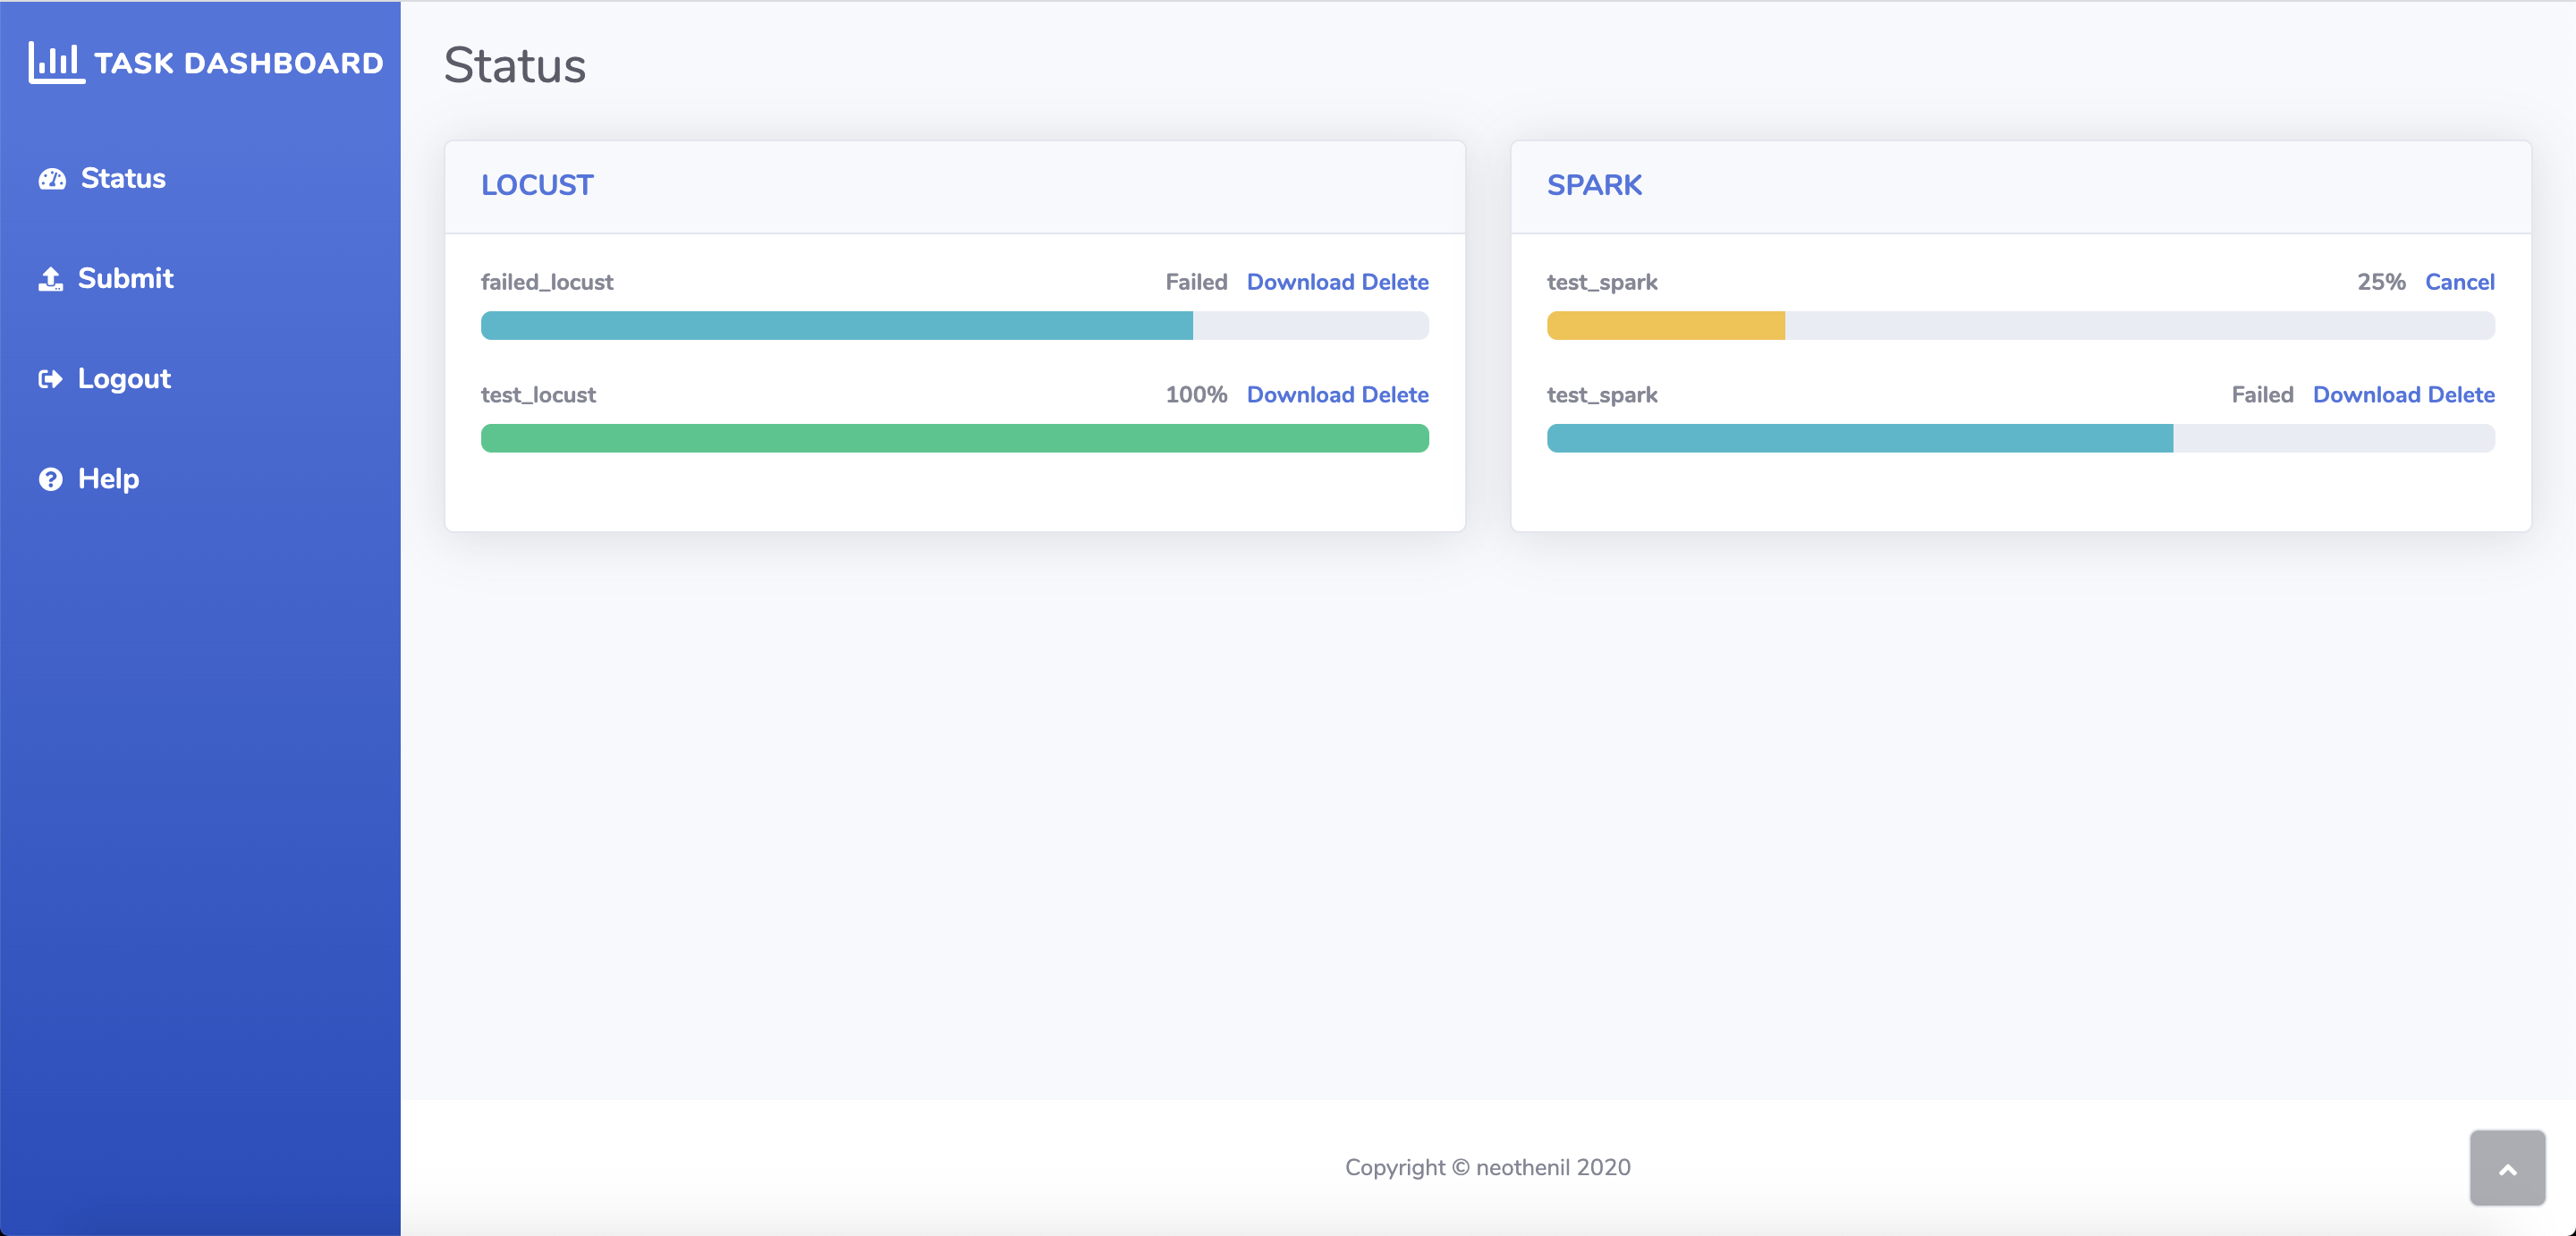 TASK DASHBOARD
Status
Submit
Logout
Help
Status
LOCUST
failed_locust Failed Download Delete
test_locust 100% Download Delete
SPARK
test_spark 25% Cancel
test_spark Failed Download Delete
Copyright © neothenil 2020